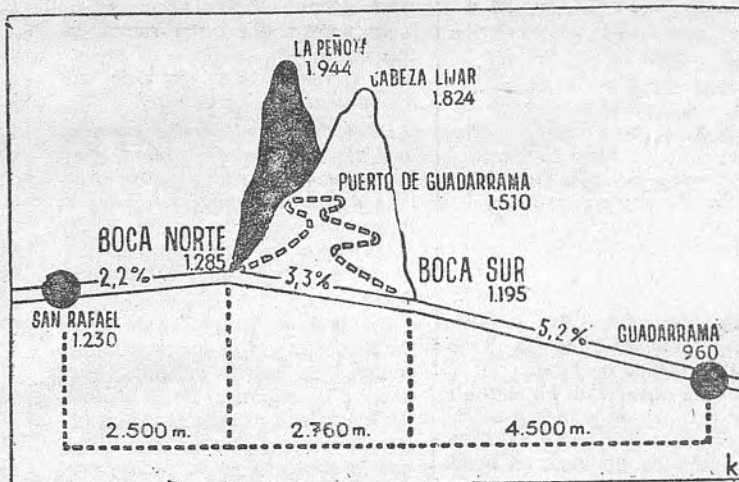 LA PEÑOTA
1.944
CABEZA LIJAR
1.824
PUERTO DE GUADARRAMA
1.510
BOCA NORTE
1.285
2,2%
3,3%
BOCA SUR
1.195
5,2%
SAN RAFAEL
1.230
GUADARRAMA
960
2.500 m.
2.760 m.
4.500 m.
k